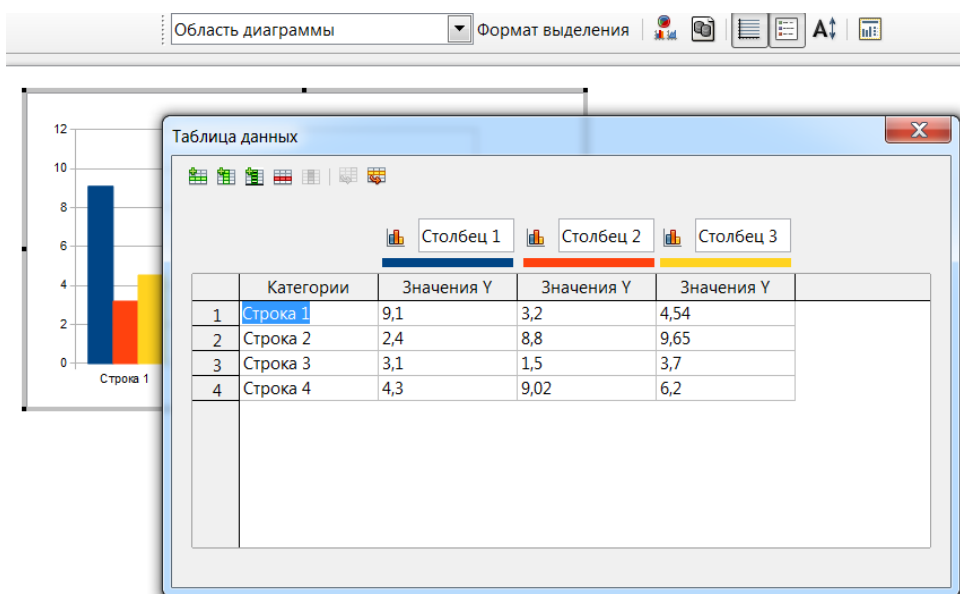 Область диаграммы Формат выделения A
12
10
8
6
4
2
0
Строка 1
Таблица данных
Столбец 1 Столбец 2 Столбец 3
Категории Значения Y Значения Y Значения Y
1 Строка 1 9,1 3,2 4,54
2 Строка 2 2,4 8,8 9,65
3 Строка 3 3,1 1,5 3,7
4 Строка 4 4,3 9,02 6,2